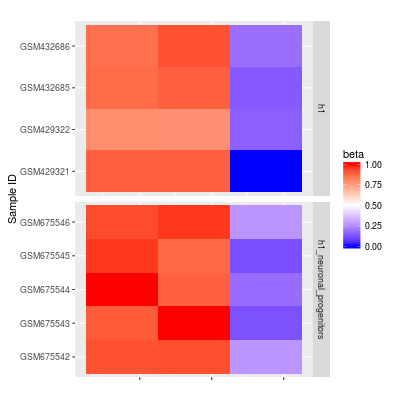 GSM432686
GSM432685
GSM429322
GSM429321
h1
GSM675546
GSM675545
GSM675544
GSM675543
GSM675542
h1_neuronal_progenitors
Sample ID
beta
1.00
0.75
0.50
0.25
0.00